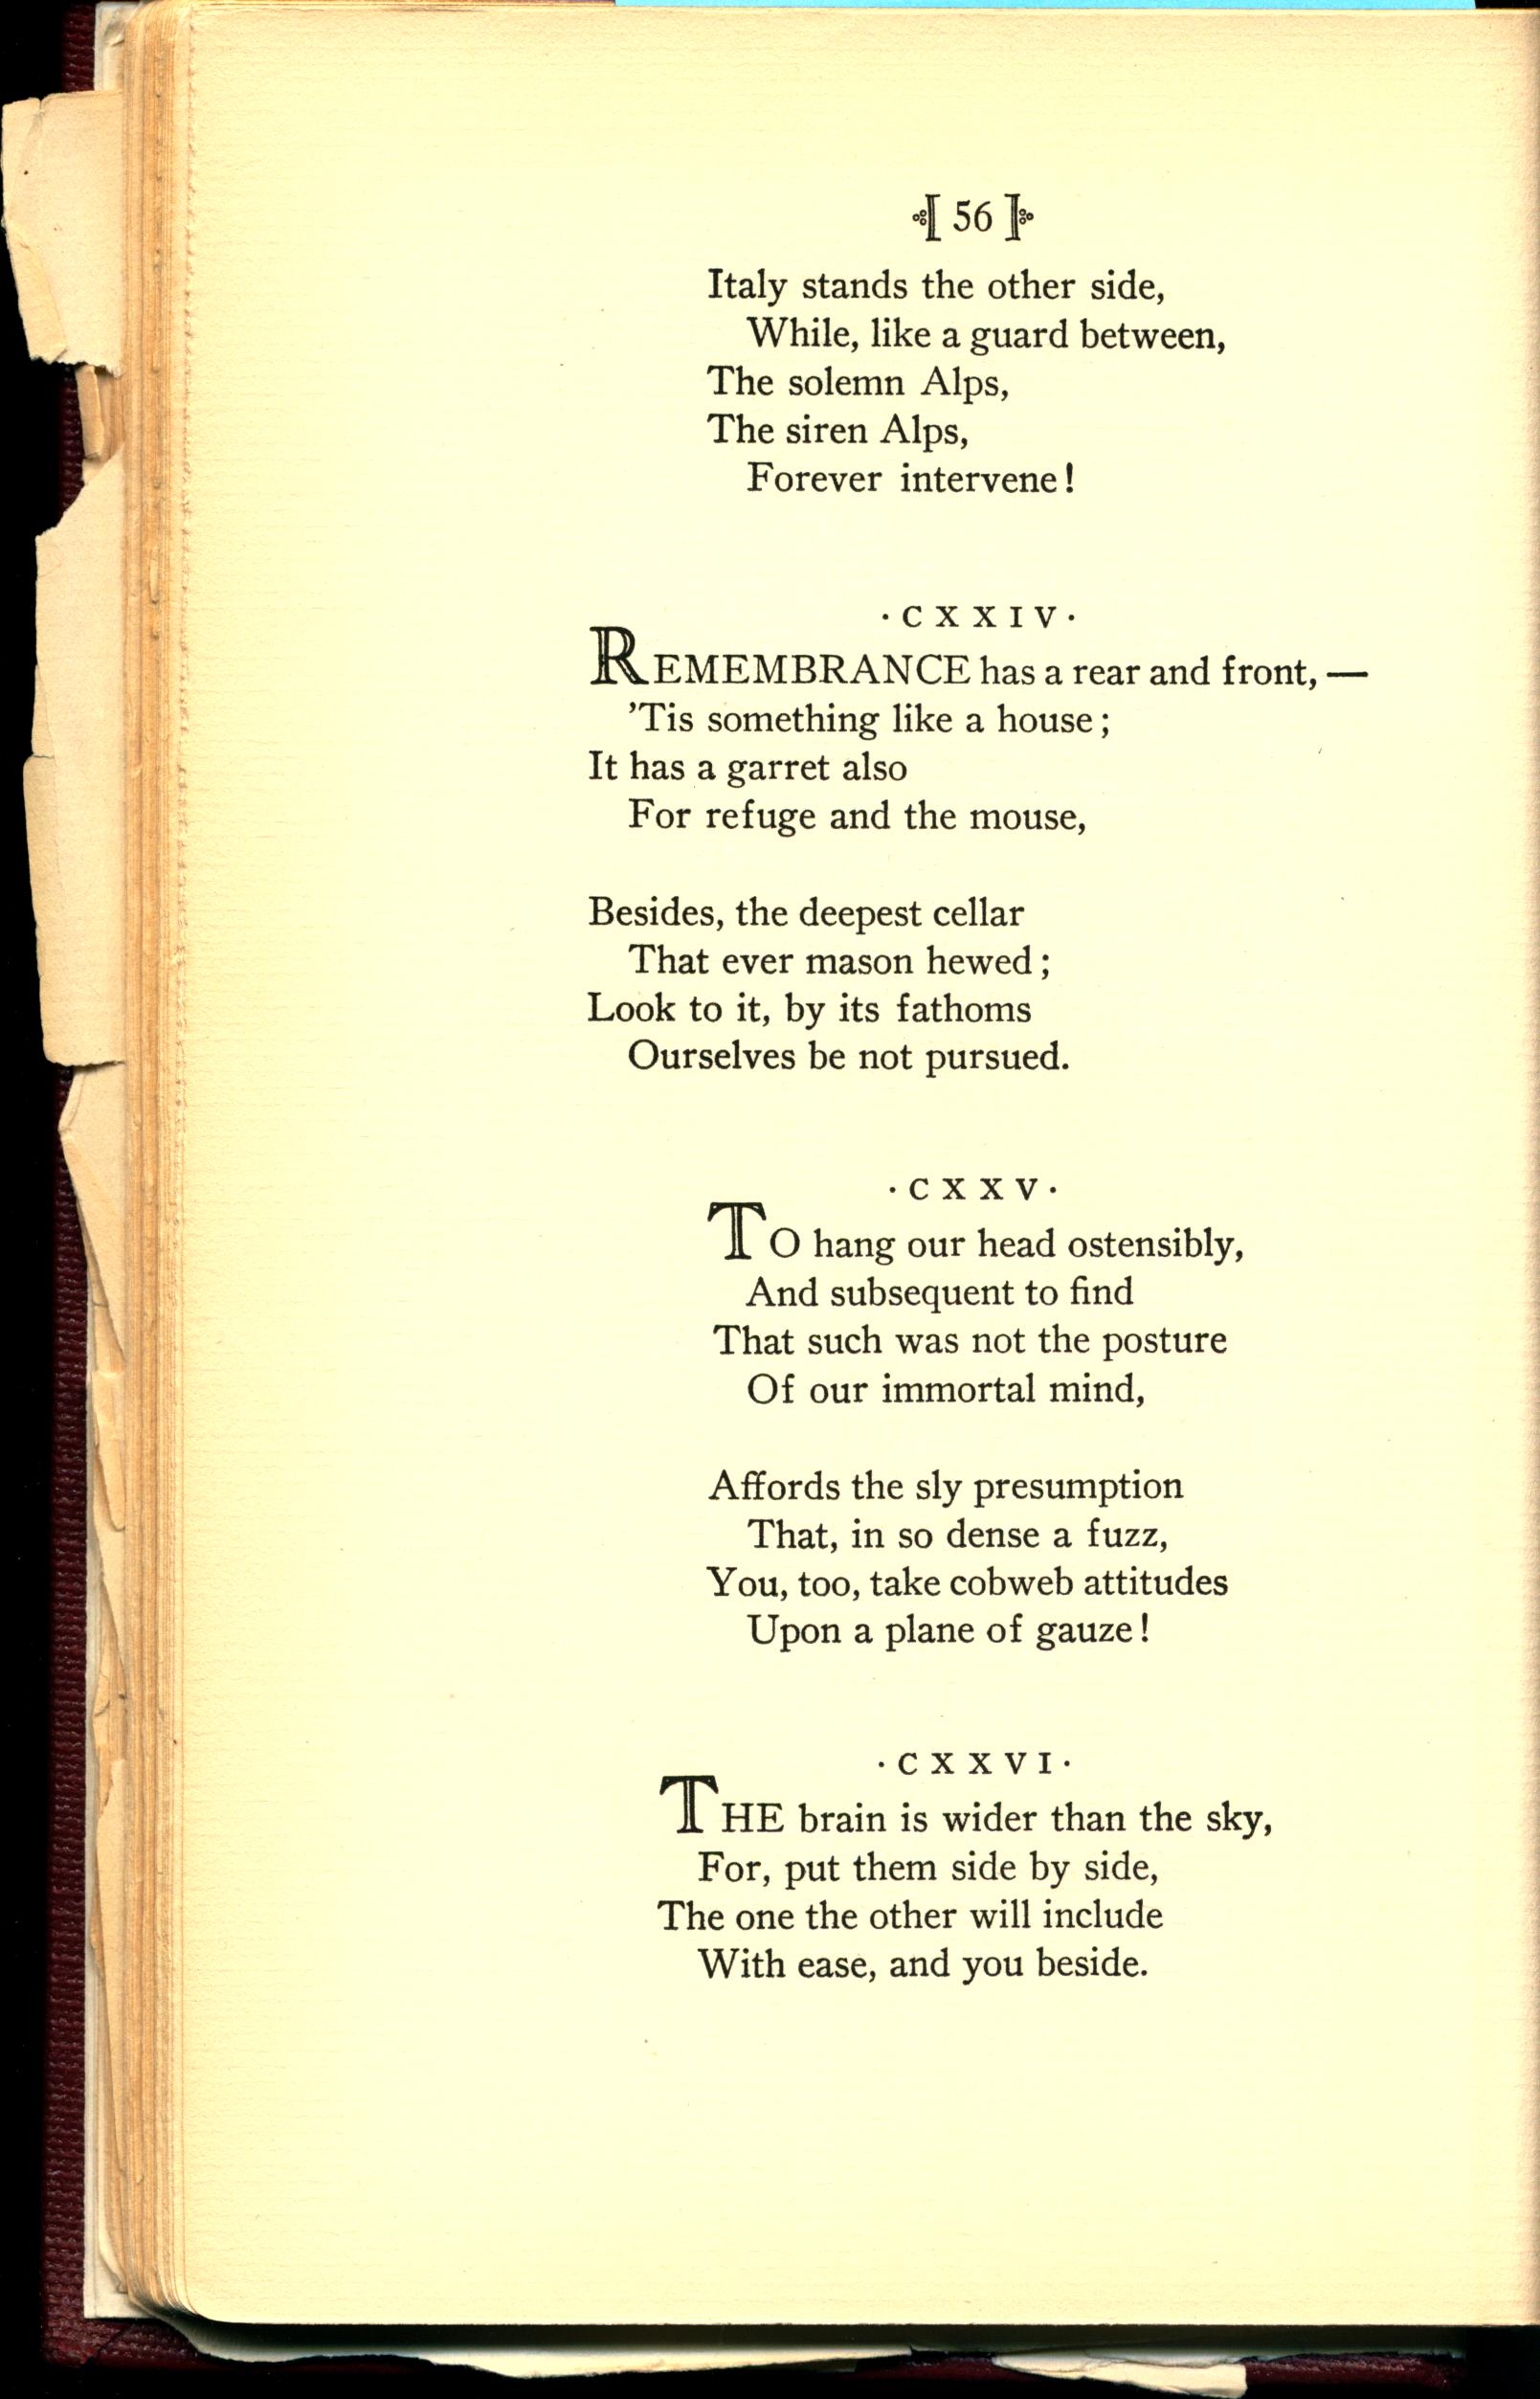 [ 56 ]
Italy stands the other side,
While, like a guard between,
The solemn Alps,
The siren Alps,
Forever intervene!
·CXXIV·
REMEMBRANCE has a rear and front,—
'Tis something like a house;
It has a garret also
For refuge and the mouse,
Besides, the deepest cellar
That ever mason hewed;
Look to it, by its fathoms
Ourselves be not pursued.
·CXXV·
TO hang our head ostensibly,
And subsequent to find
That such was not the posture
Of our immortal mind,
Affords the sly presumption
That, in so dense a fuzz,
You, too, take cobweb attitudes
Upon a plane of gauze!
·CXXVI·
THE brain is wider than the sky,
For, put them side by side,
The one the other will include
With ease, and you beside.